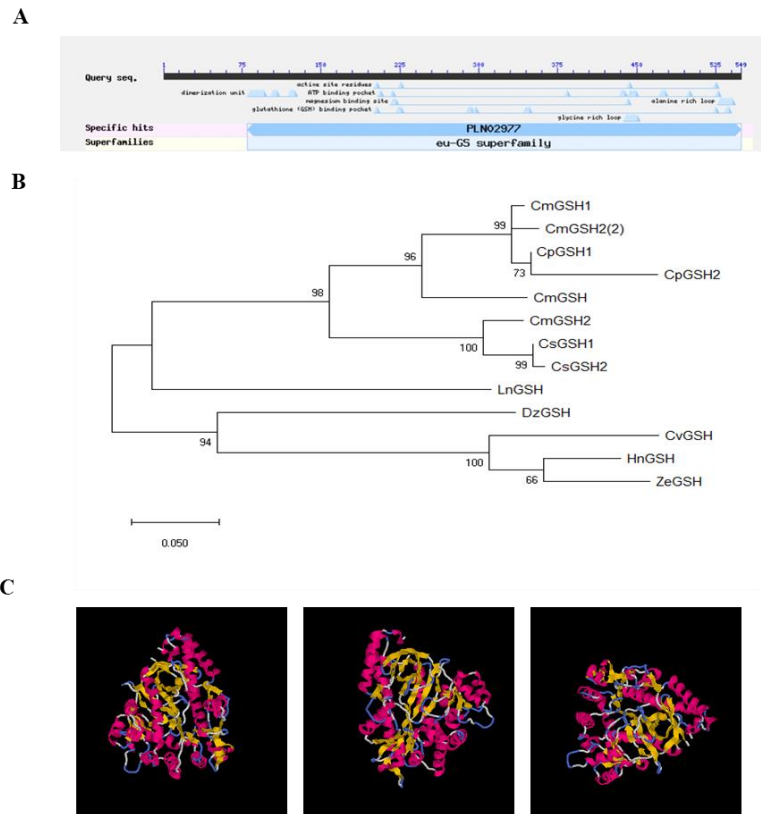 A
1 75 150 225 300 375 450 525 549
Query seq.
active site residues
dimerization unit ATP binding pocket
magnesium binding site alanine rich loop
glutathione (GSH) binding pocket
glycine rich loop
Specific hits PLN02977
Superfamilies eu-GS superfamily
B
CmGSH1
99 CmGSH2(2)
CpGSH1
96
73 CpGSH2
98 CmGSH
CmGSH2
100 CsGSH1
99 CsGSH2
LnGSH
DzGSH
94 CvGSH
100 HnGSH
66 ZeGSH
0.050
C